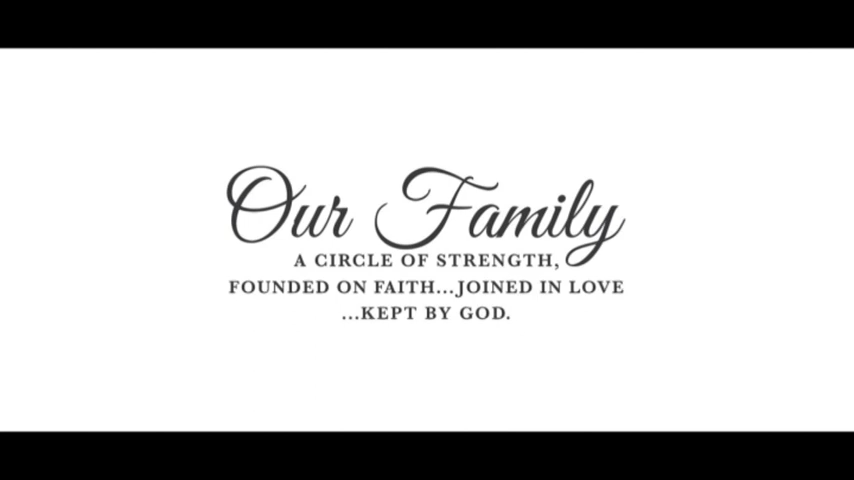 Our Family
A CIRCLE OF STRENGTH,
FOUNDED ON FAITH...JOINED IN LOVE
...KEPT BY GOD.